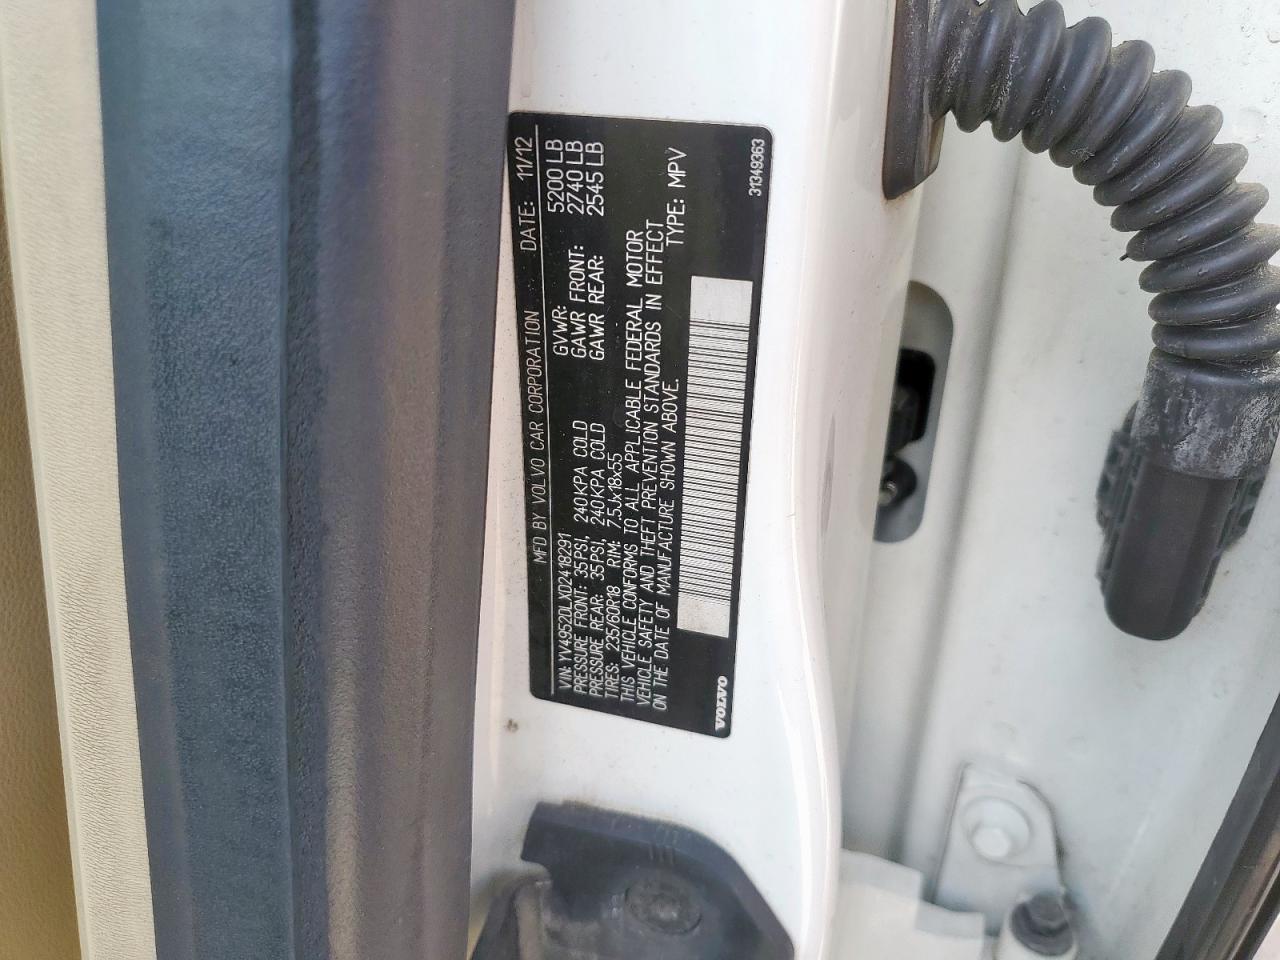 MFD BY VOLVO CAR CORPORATION DATE: 11/12
VIN: YV4952DLXD2418291 GVWR: 5200 LB
PRESSURE FRONT: 35PSI, 240KPA COLD GAWR FRONT: 2740 LB
PRESSURE REAR: 35PSI, 240KPA COLD GAWR REAR: 2545 LB
TIRES: 235/60R18 RIM: 7.5Jx18x55
THIS VEHICLE CONFORMS TO ALL APPLICABLE FEDERAL MOTOR
VEHICLE SAFETY AND THEFT PREVENTION STANDARDS IN EFFECT
ON THE DATE OF MANUFACTURE SHOWN ABOVE. TYPE: MPV
VOLVO 31349363